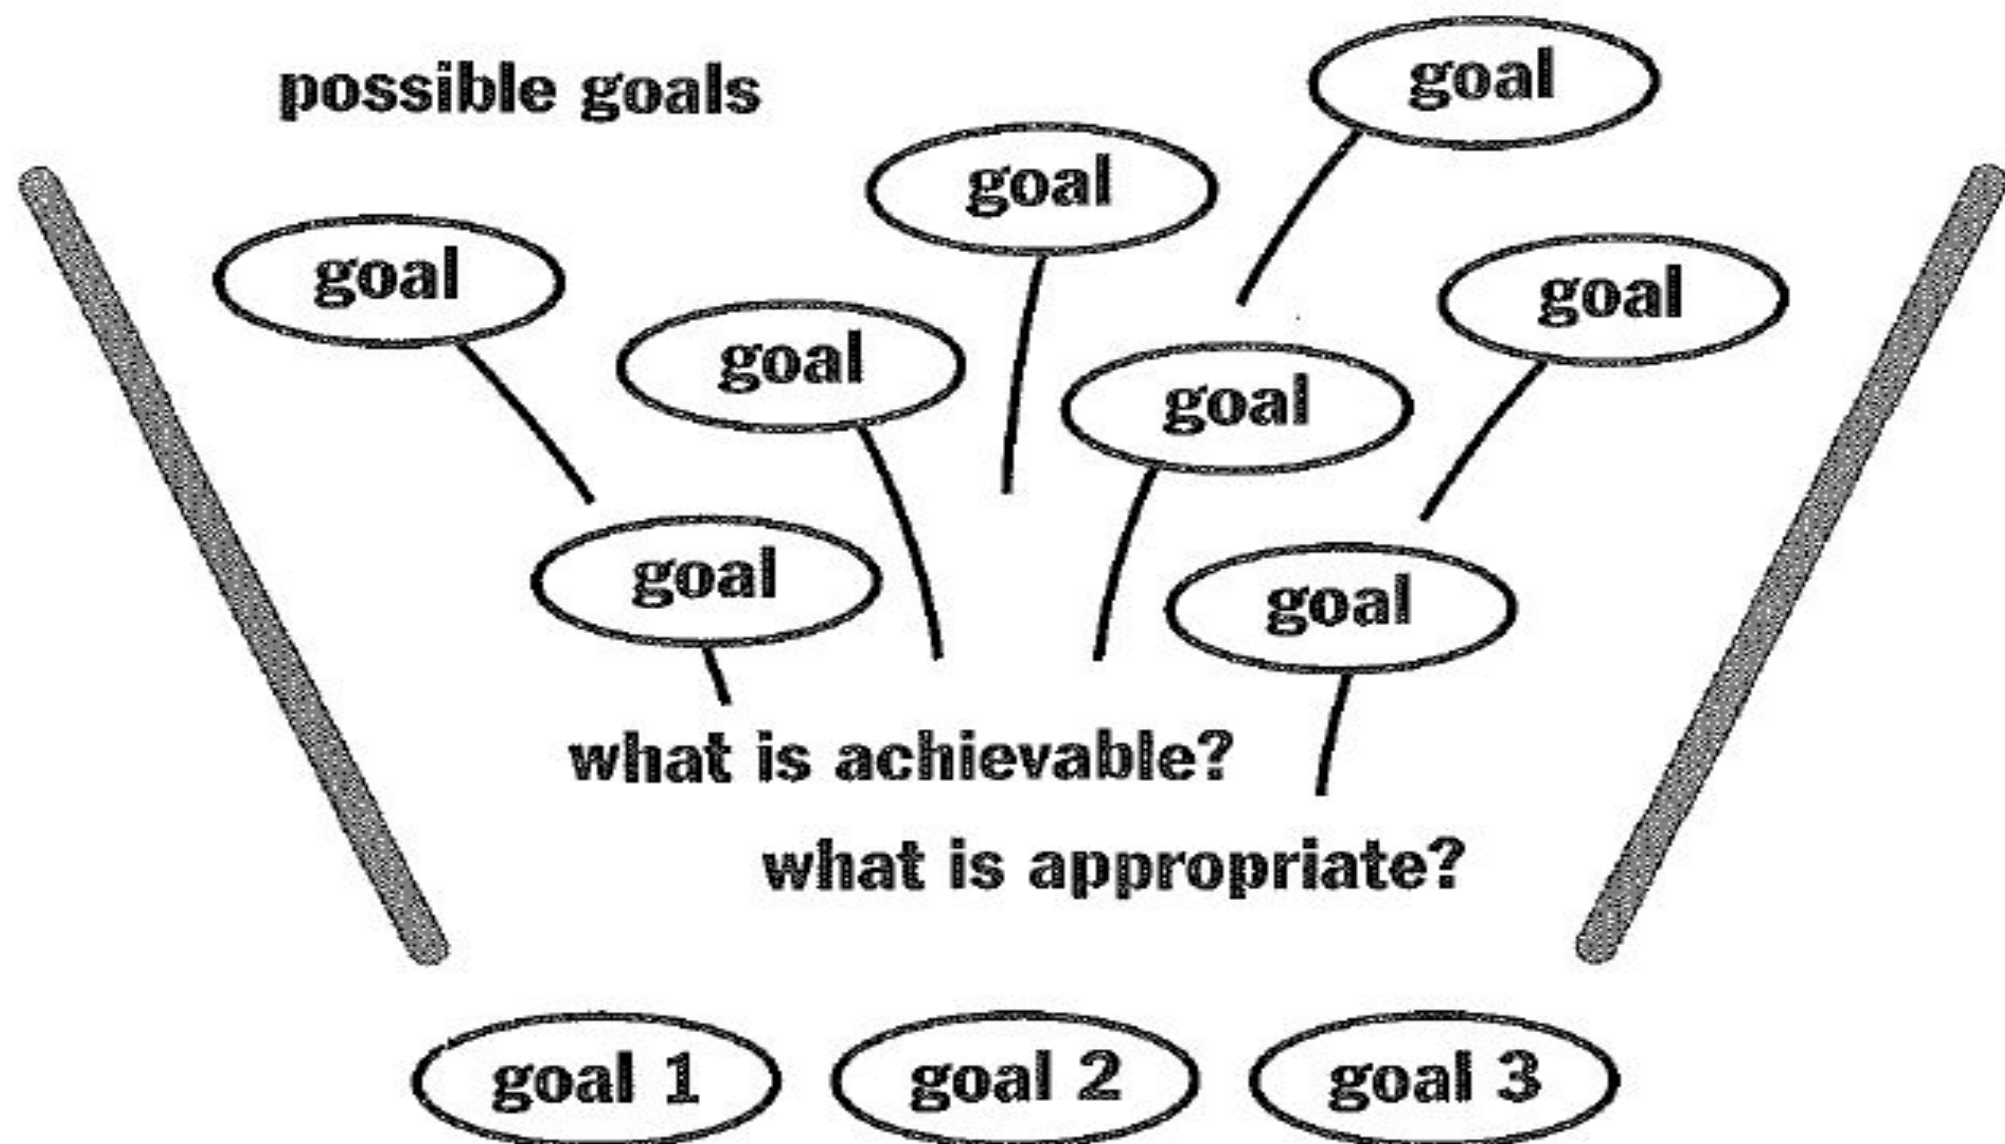 possible goals
goal
goal
goal
goal
goal
goal
goal
goal
what is achievable?
what is appropriate?
goal 1
goal 2
goal 3